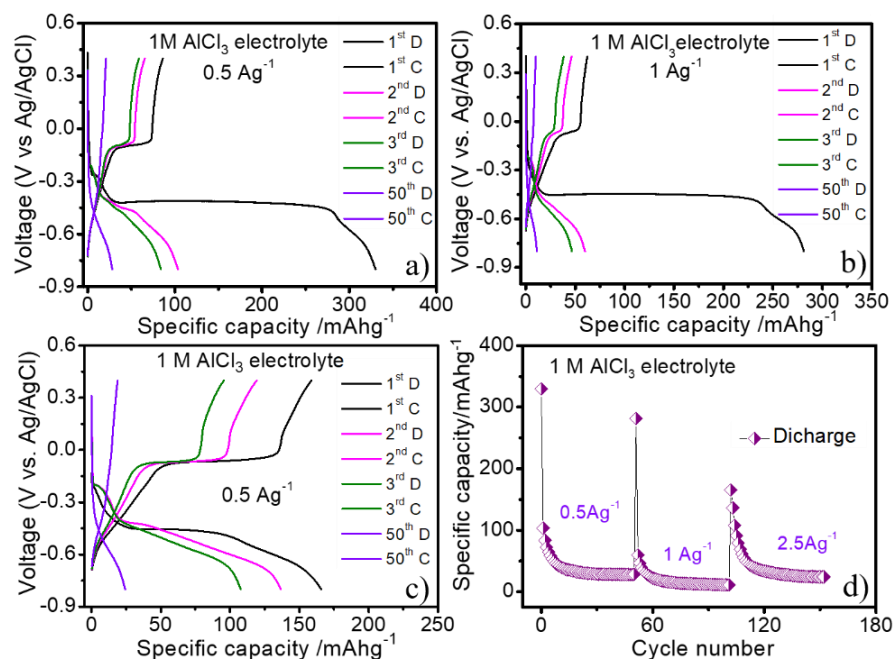 1M AlCl₃ electrolyte
0.5 Ag⁻¹
1ˢᵗ D
1ˢᵗ C
2ⁿᵈ D
2ⁿᵈ C
3ʳᵈ D
3ʳᵈ C
50ᵗʰ D
50ᵗʰ C
a)
0.6
0.3
0.0
-0.3
-0.6
-0.9
Voltage (V vs Ag/AgCl)
0 100 200 300 400
Specific capacity /mAhg⁻¹
1 M AlCl₃ electrolyte
1 Ag⁻¹
1ˢᵗ D
1ˢᵗ C
2ⁿᵈ D
2ⁿᵈ C
3ʳᵈ D
3ʳᵈ C
50ᵗʰ D
50ᵗʰ C
b)
0.6
0.3
0.0
-0.3
-0.6
-0.9
Voltage (V vs. Ag/AgCl)
0 50 100 150 200 250 300 350
Specific capacity /mAhg⁻¹
1 M AlCl₃ electrolyte
0.5 Ag⁻¹
1ˢᵗ D
1ˢᵗ C
2ⁿᵈ D
2ⁿᵈ C
3ʳᵈ D
3ʳᵈ C
50ᵗʰ D
50ᵗʰ C
c)
0.6
0.3
0.0
-0.3
-0.6
-0.9
Voltage (V vs. Ag/AgCl)
0 50 100 150 200 250
Specific capacity /mAhg⁻¹
1 M AlCl₃ electrolyte
Dicharge
0.5Ag⁻¹
1 Ag⁻¹
2.5Ag⁻¹
d)
400
300
200
100
0
Specific capacity/mAhg⁻¹
0 60 120 180
Cycle number